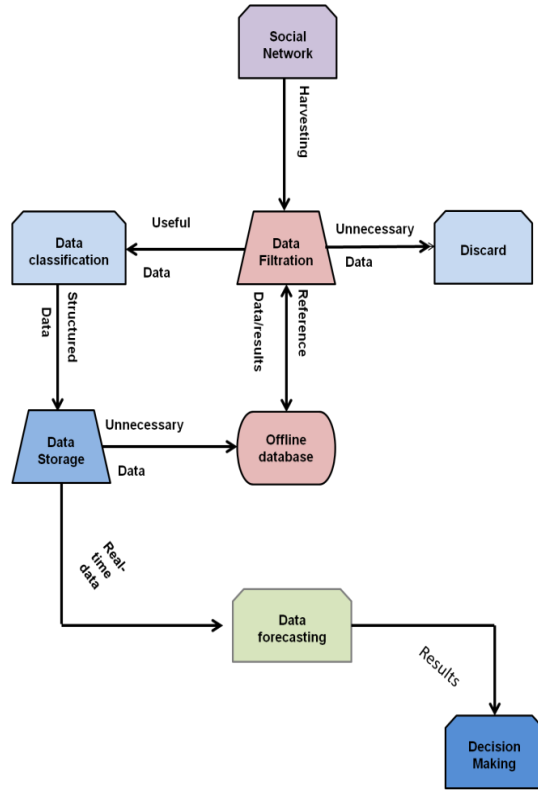 Social
Network
Harvesting
Useful
Data
Data
classification
Data
Filtration
Unnecessary
Data
Discard
Structured
Data
Reference
Data/results
Data
Storage
Unnecessary
Data
Offline
database
Real-
time
data
Data
forecasting
Results
Decision
Making